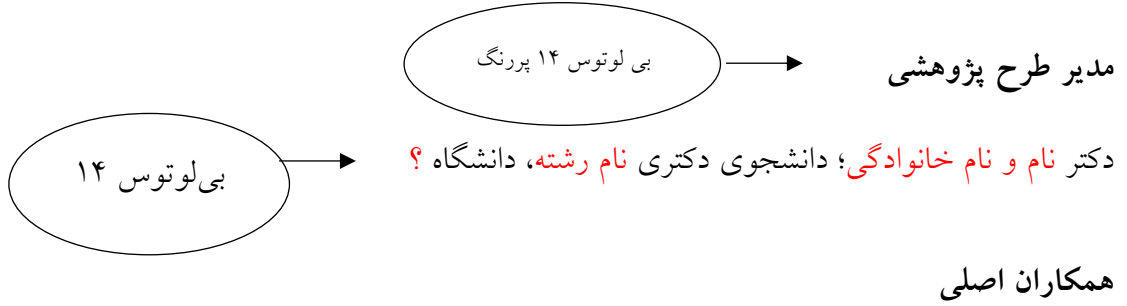 بی لوتوس ۱۴ پررنگ
مدیر طرح پژوهشی
دکتر نام و نام خانوادگی؛ دانشجوی دکتری نام رشته، دانشگاه ؟
بی‌لوتوس ۱۴
همکاران اصلی